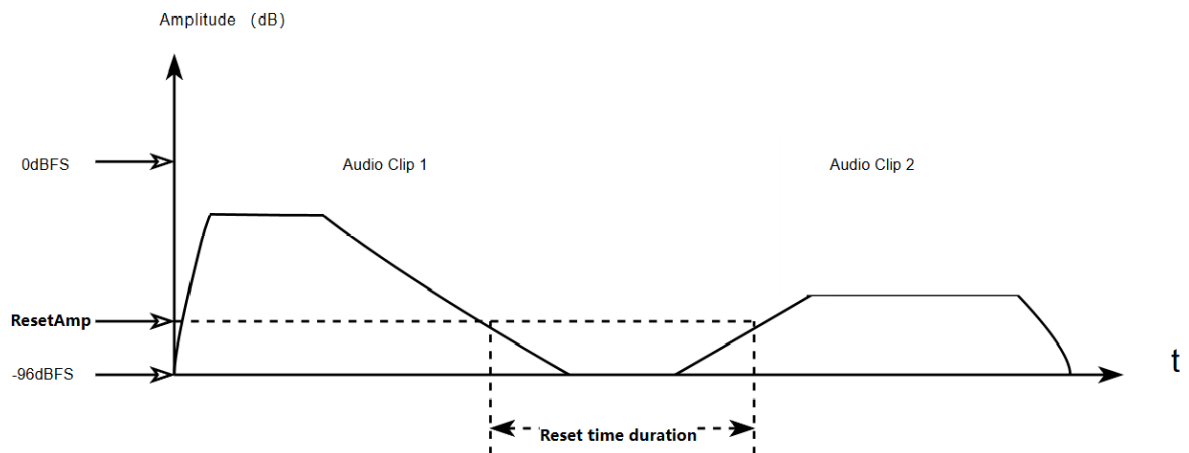 Amplitude (dB)
0dBFS
Audio Clip 1
Audio Clip 2
ResetAmp
-96dBFS
t
Reset time duration